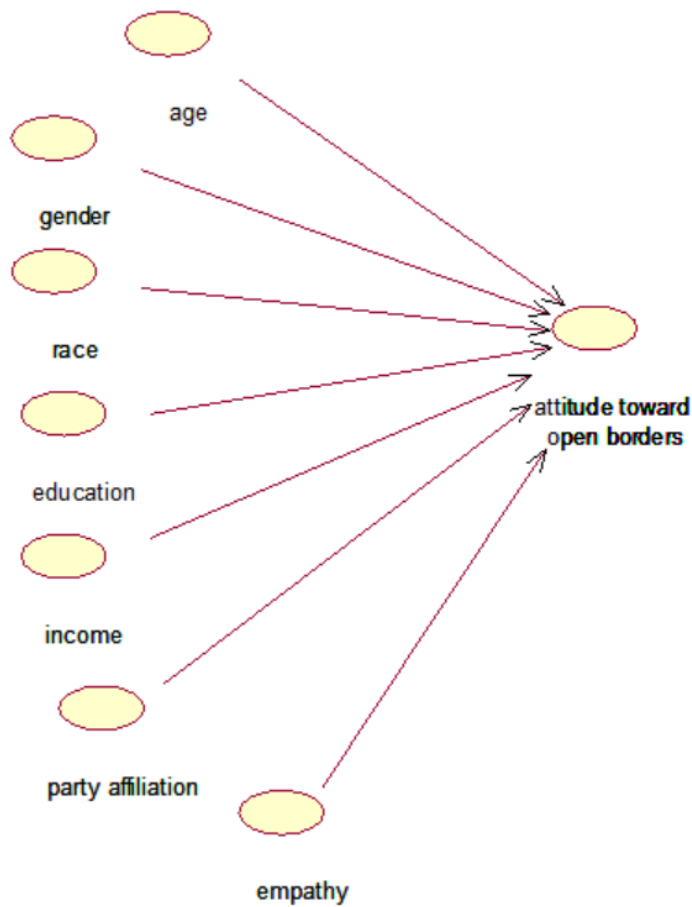 age
gender
race
education
income
party affiliation
empathy
attitude toward
open borders